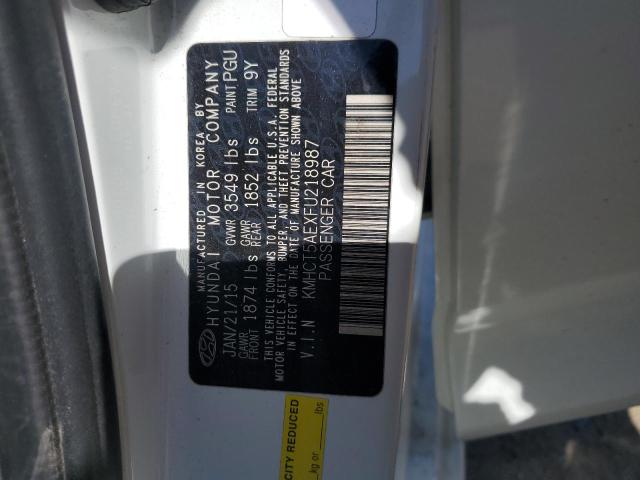 MANUFACTURED IN KOREA BY
HYUNDAI MOTOR COMPANY
JAN/21/15 GVWR 3549 lbs PAINT PGU
GAWR FRONT 1874 lbs GAWR REAR 1852 lbs TRIM 9Y
THIS VEHICLE CONFORMS TO ALL APPLICABLE U.S.A. FEDERAL
MOTOR VEHICLE SAFETY, BUMPER, AND THEFT PREVENTION STANDARDS
IN EFFECT ON THE DATE OF MANUFACTURE SHOWN ABOVE
V.I.N KMHCT5AEXFU218987
PASSENGER CAR
CITY REDUCED
kg or lbs.